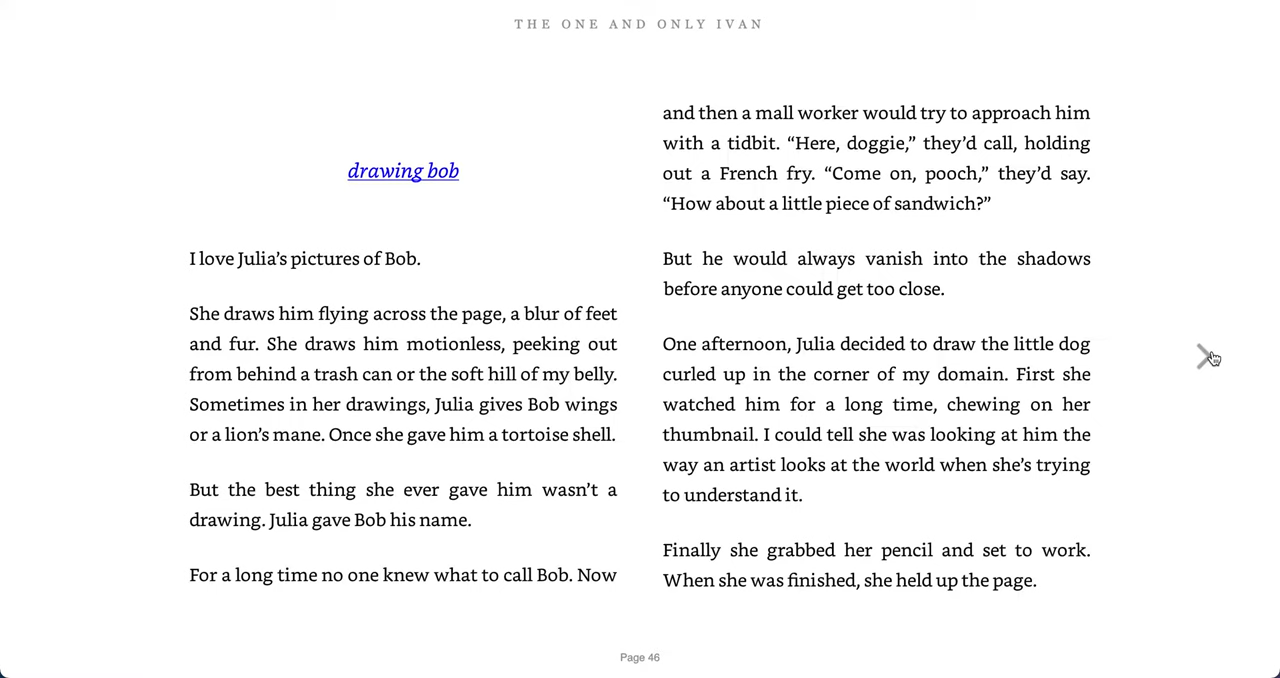 THE ONE AND ONLY IVAN
drawing bob
I love Julia’s pictures of Bob.
She draws him flying across the page, a blur of feet
and fur. She draws him motionless, peeking out
from behind a trash can or the soft hill of my belly.
Sometimes in her drawings, Julia gives Bob wings
or a lion’s mane. Once she gave him a tortoise shell.
But the best thing she ever gave him wasn’t a
drawing. Julia gave Bob his name.
For a long time no one knew what to call Bob. Now
and then a mall worker would try to approach him
with a tidbit. “Here, doggie,” they’d call, holding
out a French fry. “Come on, pooch,” they’d say.
“How about a little piece of sandwich?”
But he would always vanish into the shadows
before anyone could get too close.
One afternoon, Julia decided to draw the little dog
curled up in the corner of my domain. First she
watched him for a long time, chewing on her
thumbnail. I could tell she was looking at him the
way an artist looks at the world when she’s trying
to understand it.
Finally she grabbed her pencil and set to work.
When she was finished, she held up the page.
Page 46